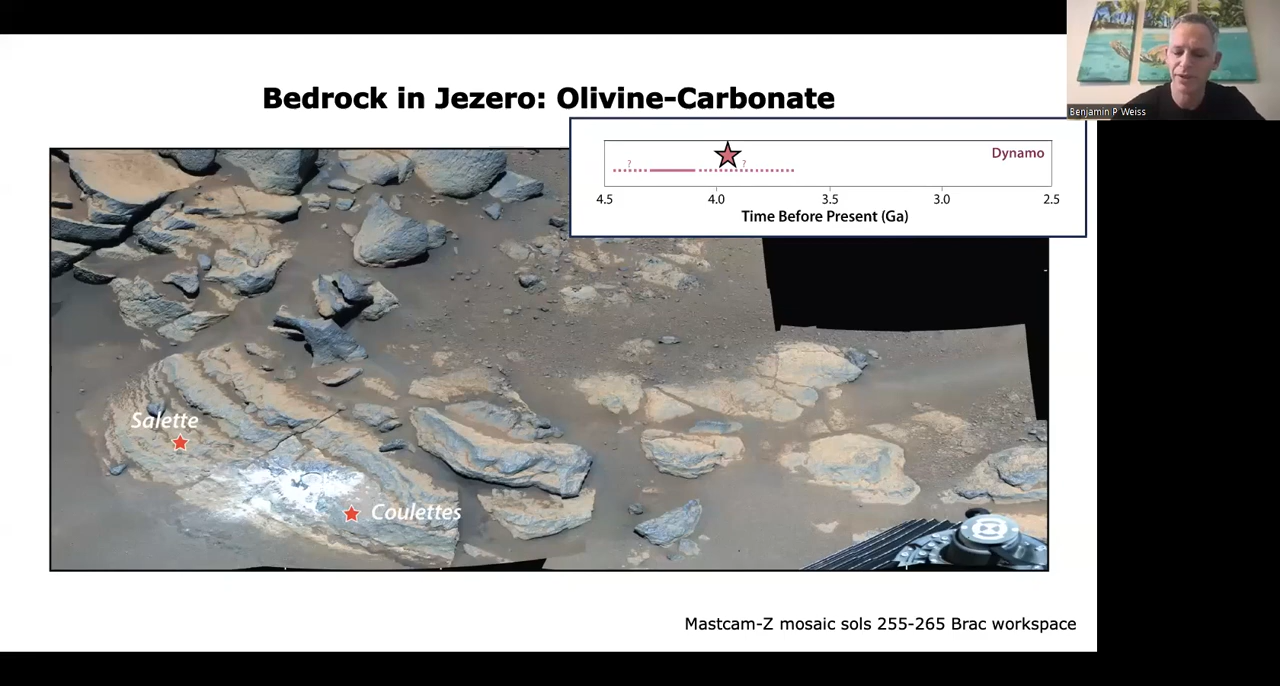 Benjamin P Weiss
Bedrock in Jezero: Olivine-Carbonate
Dynamo
? ?
4.5 4.0 3.5 3.0 2.5
Time Before Present (Ga)
Salette
Coulettes
Mastcam-Z mosaic sols 255-265 Brac workspace